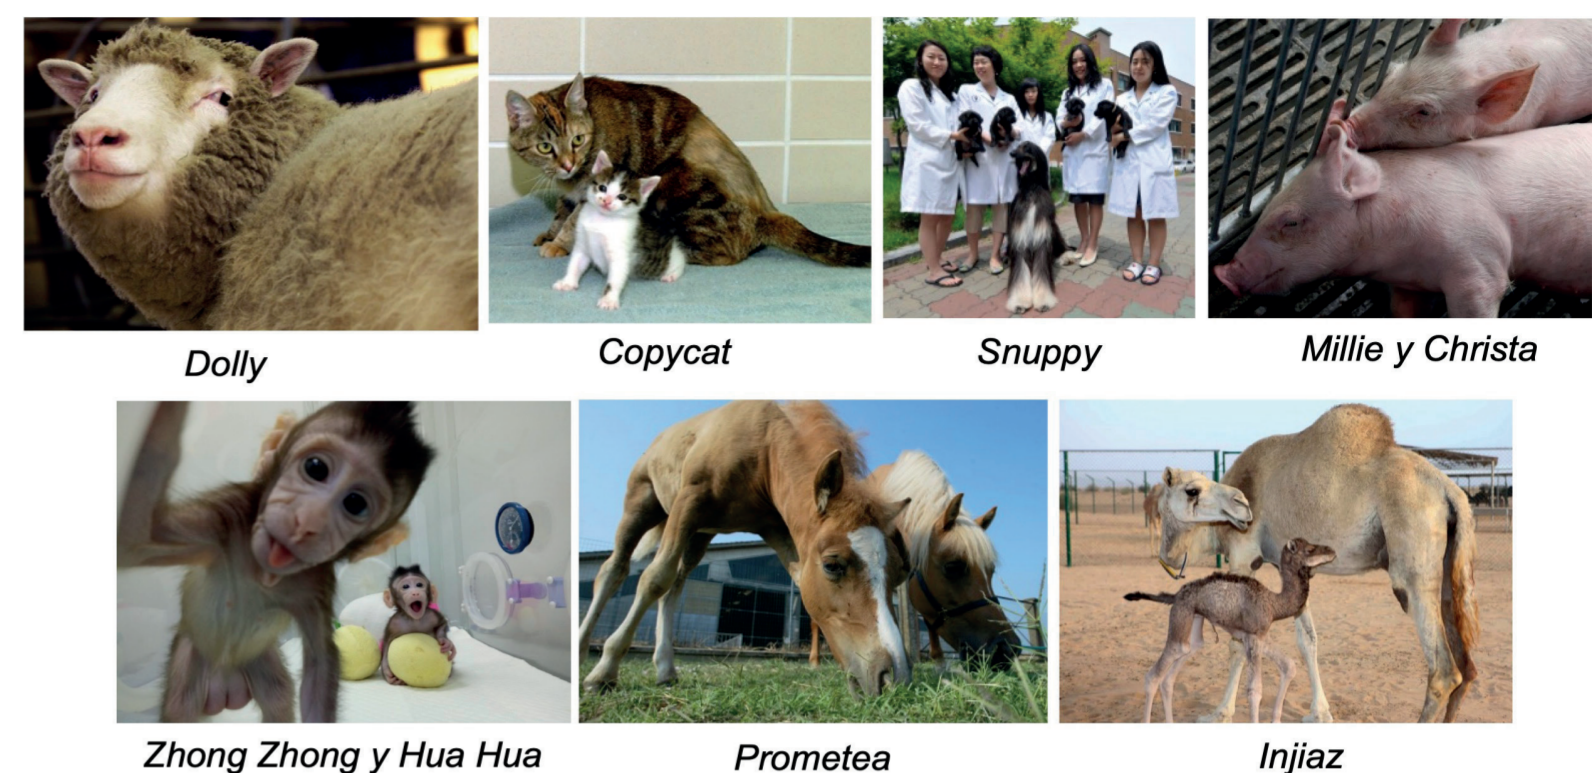 Dolly
Copycat
Snuppy
Millie y Christa
Zhong Zhong y Hua Hua
Prometea
Injiaz